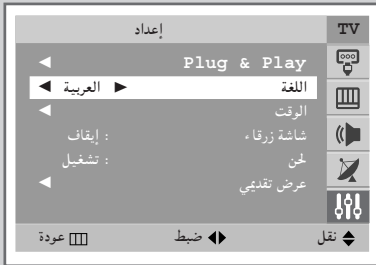 TV
إعداد
Plug & Play
اللغة ▶ العربية ◀
الوقت
شاشة زرقاء : إيقاف
لحن : تشغيل
عرض تقديمي
نقل ضبط عودة